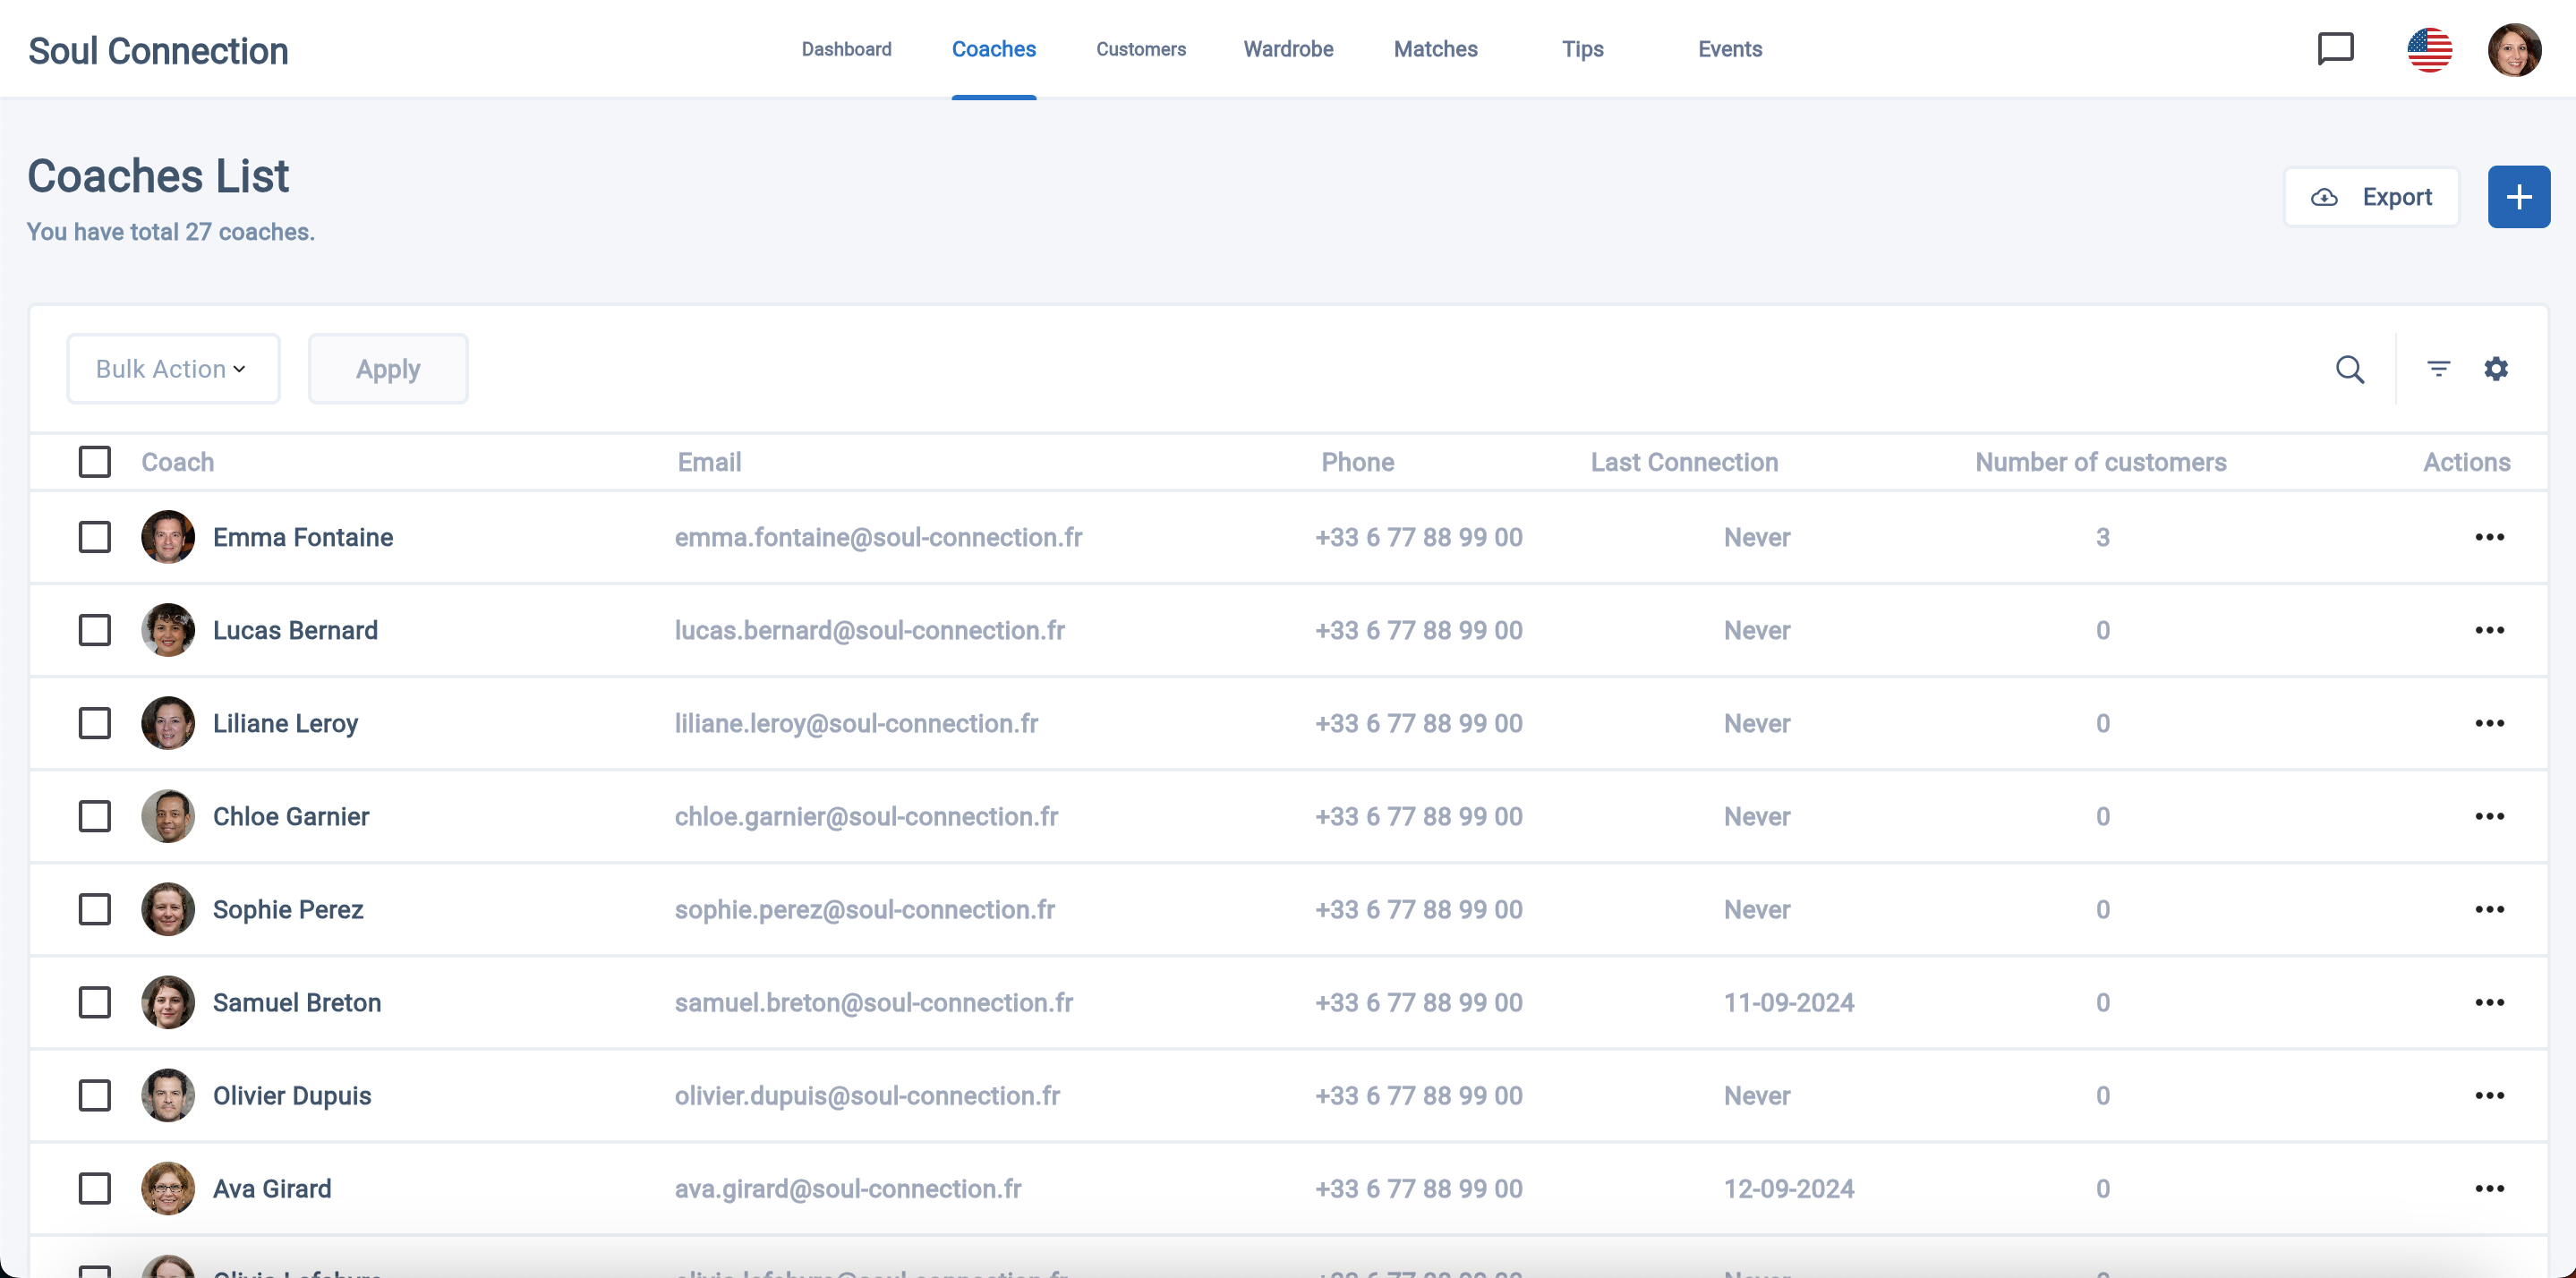 Soul Connection Dashboard Coaches Customers Wardrobe Matches Tips Events
Coaches List
Export
You have total 27 coaches.
Bulk Action Apply
Coach Email Phone Last Connection Number of customers Actions
Emma Fontaine emma.fontaine@soul-connection.fr +33 6 77 88 99 00 Never 3
Lucas Bernard lucas.bernard@soul-connection.fr +33 6 77 88 99 00 Never 0
Liliane Leroy liliane.leroy@soul-connection.fr +33 6 77 88 99 00 Never 0
Chloe Garnier chloe.garnier@soul-connection.fr +33 6 77 88 99 00 Never 0
Sophie Perez sophie.perez@soul-connection.fr +33 6 77 88 99 00 Never 0
Samuel Breton samuel.breton@soul-connection.fr +33 6 77 88 99 00 11-09-2024 0
Olivier Dupuis olivier.dupuis@soul-connection.fr +33 6 77 88 99 00 Never 0
Ava Girard ava.girard@soul-connection.fr +33 6 77 88 99 00 12-09-2024 0